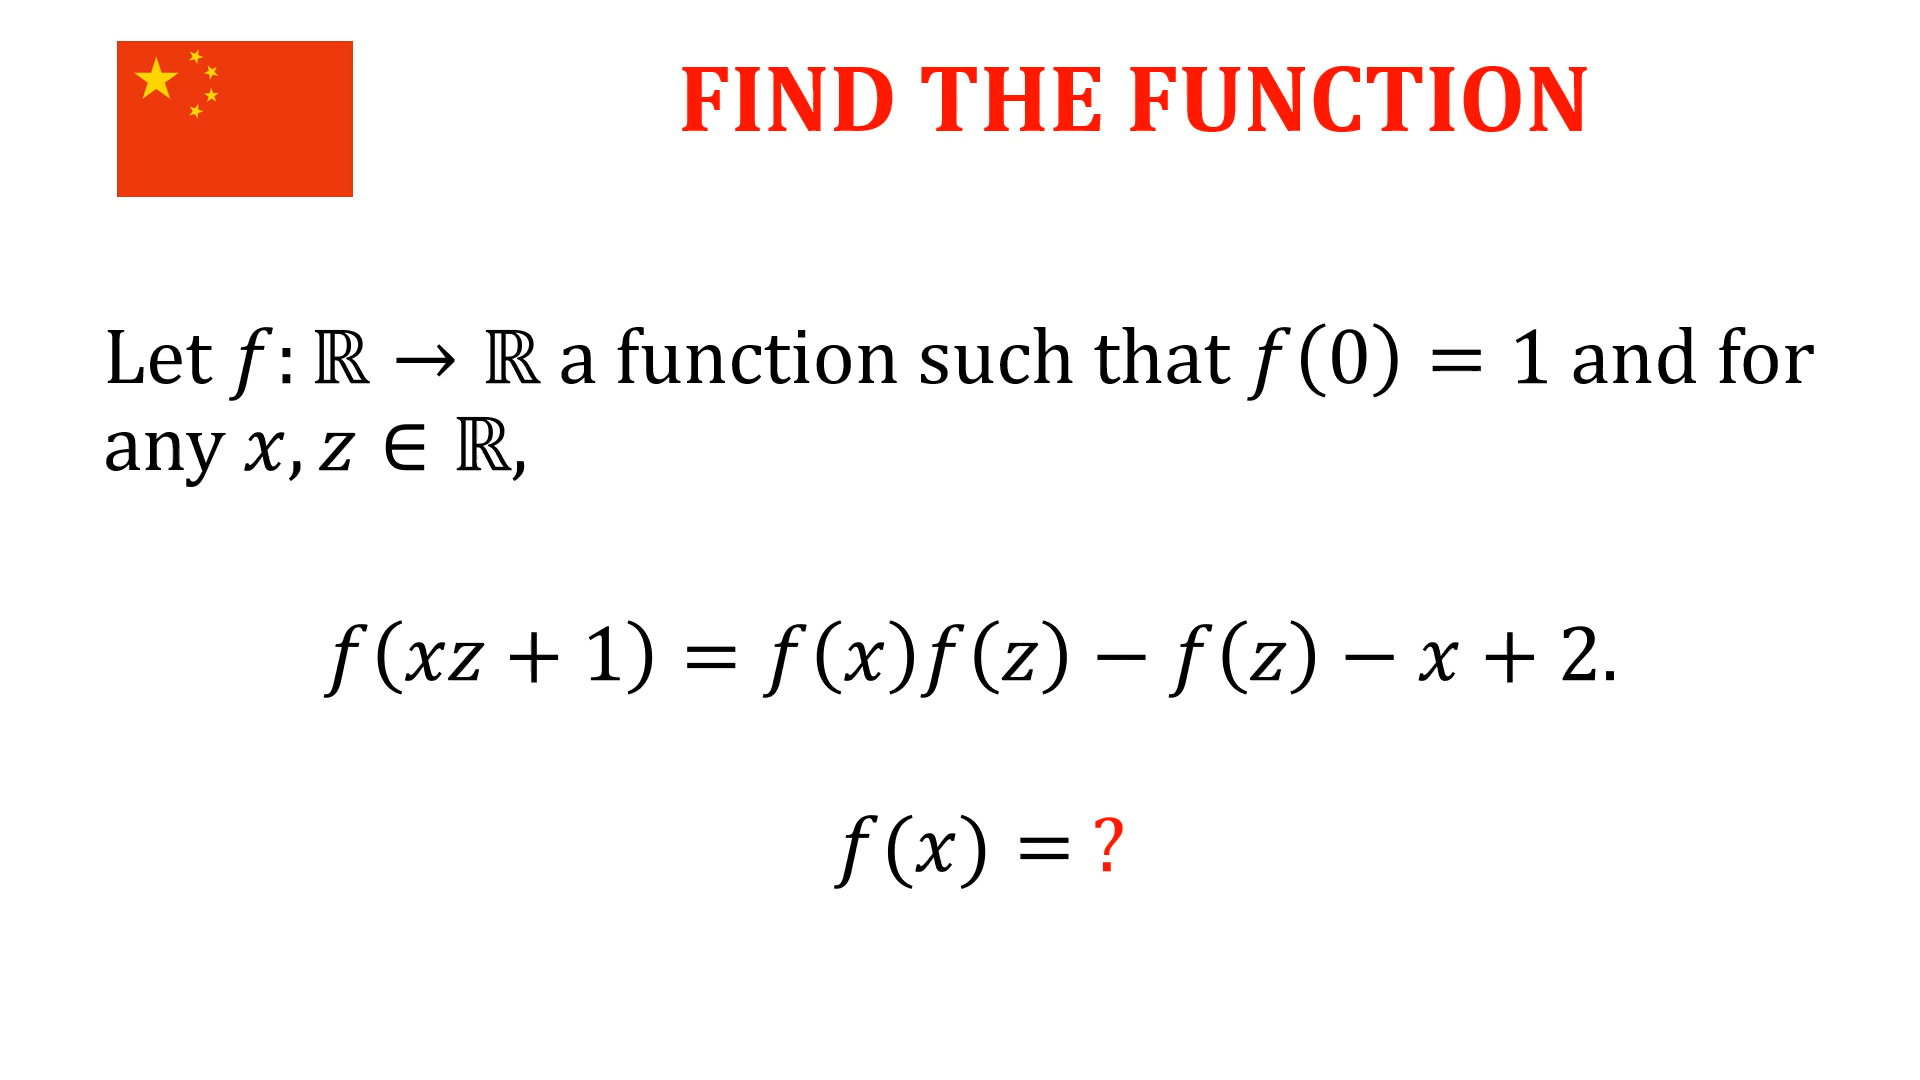 FIND THE FUNCTION
Let 𝑓: ℝ → ℝ a function such that 𝑓(0) = 1 and for
any 𝑥, 𝑧 ∈ ℝ,
𝑓(𝑥𝑧 + 1) = 𝑓(𝑥)𝑓(𝑧) − 𝑓(𝑧) − 𝑥 + 2.
𝑓(𝑥) = ?